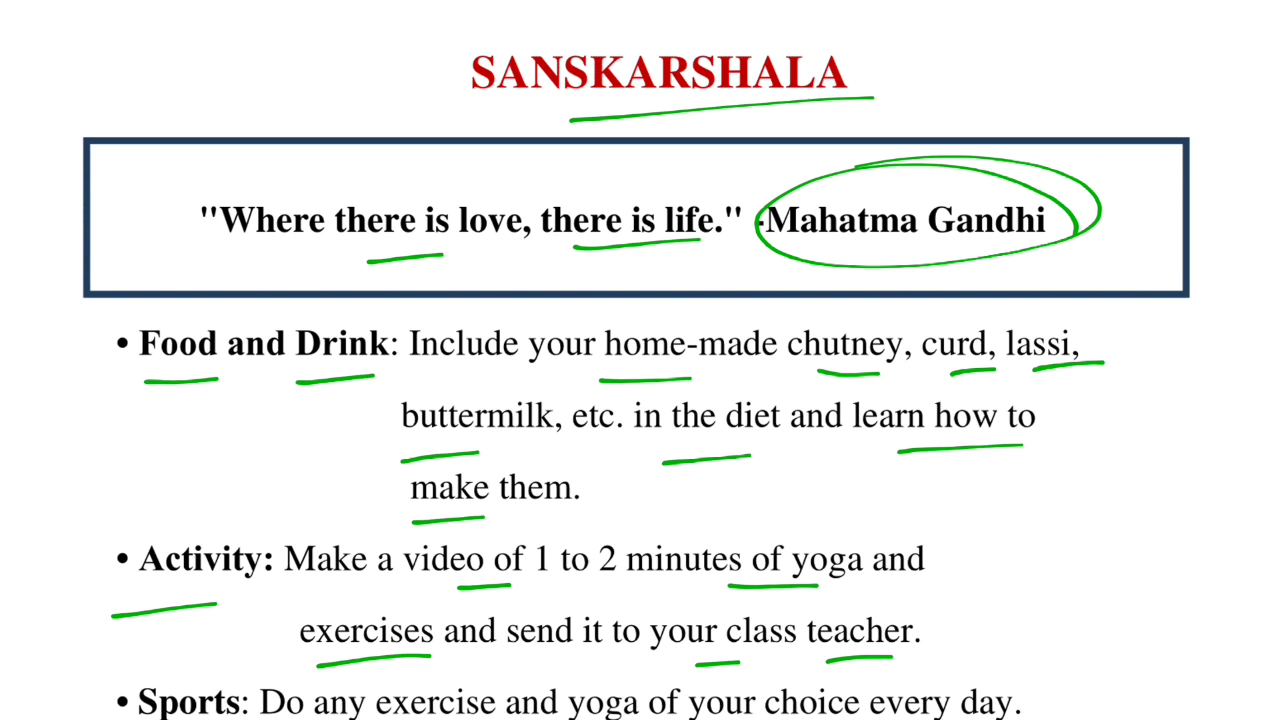 SANSKARSHALA
"Where there is love, there is life." -Mahatma Gandhi
• Food and Drink: Include your home-made chutney, curd, lassi,
buttermilk, etc. in the diet and learn how to
make them.
• Activity: Make a video of 1 to 2 minutes of yoga and
exercises and send it to your class teacher.
• Sports: Do any exercise and yoga of your choice every day.